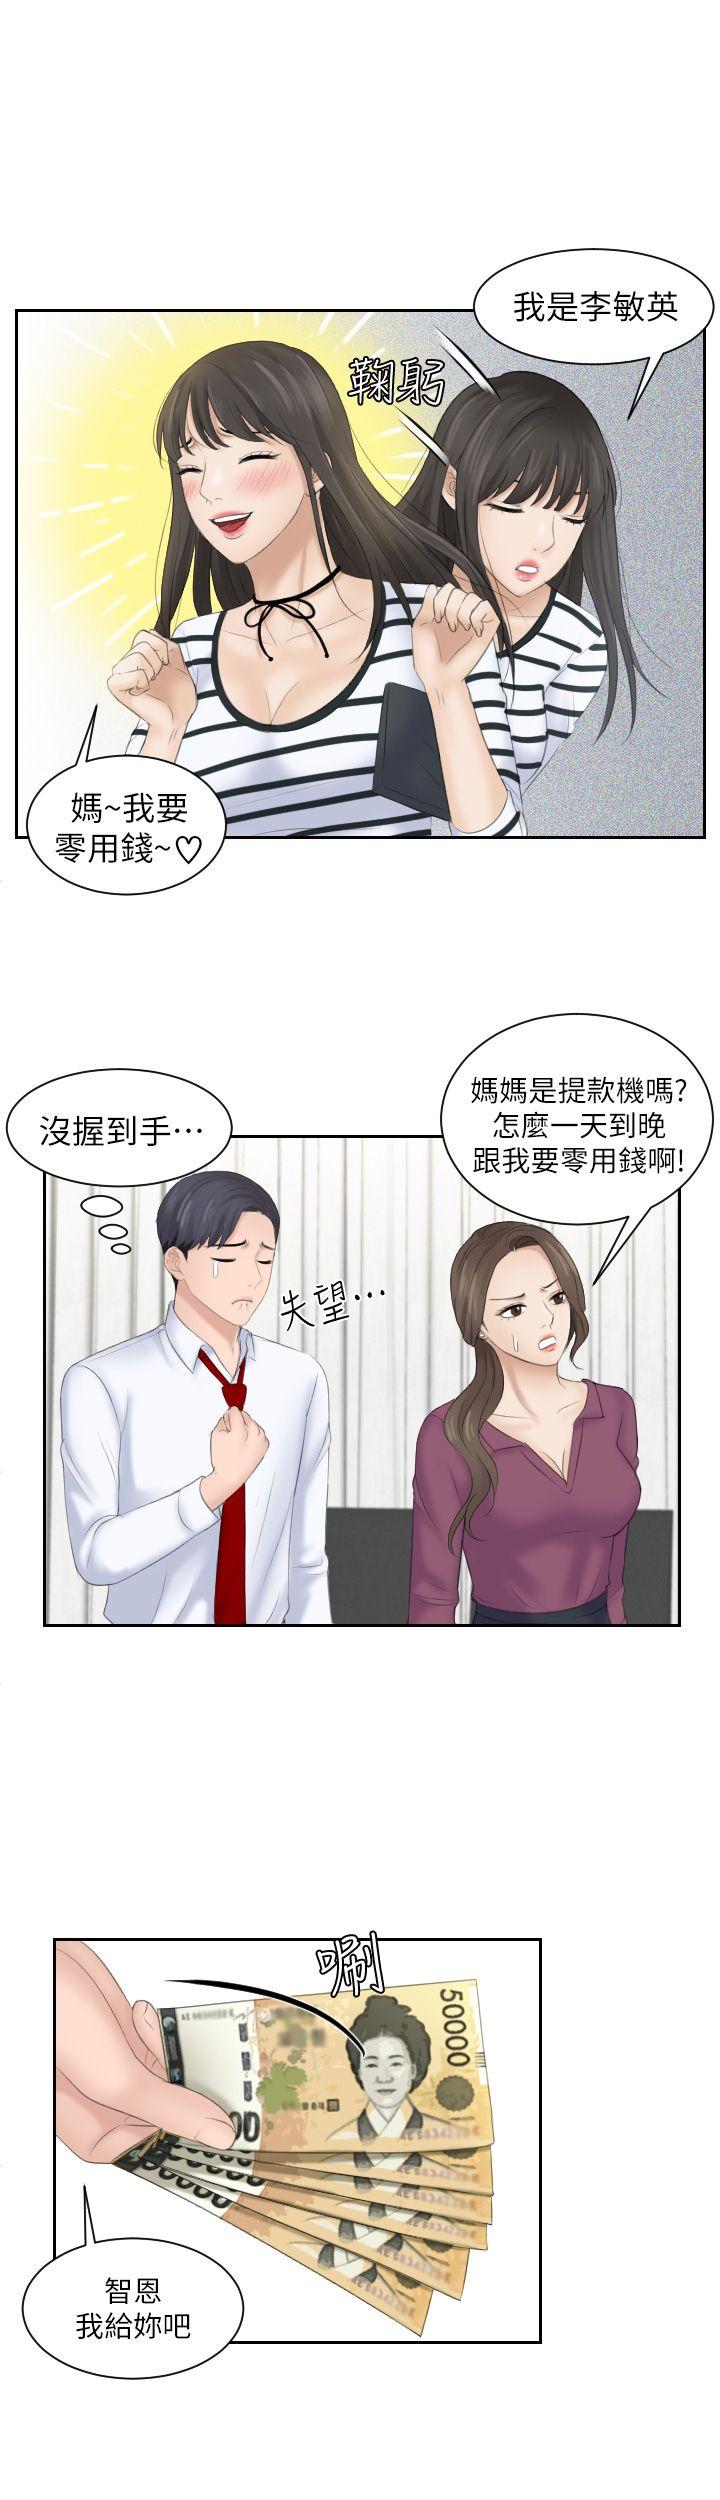 我是李敏英
鞠躬
媽~我要
零用錢~♡
沒握到手…
媽媽是提款機嗎?
怎麼一天到晚
跟我要零用錢啊!
失望…
唰
50000
智恩
我給妳吧